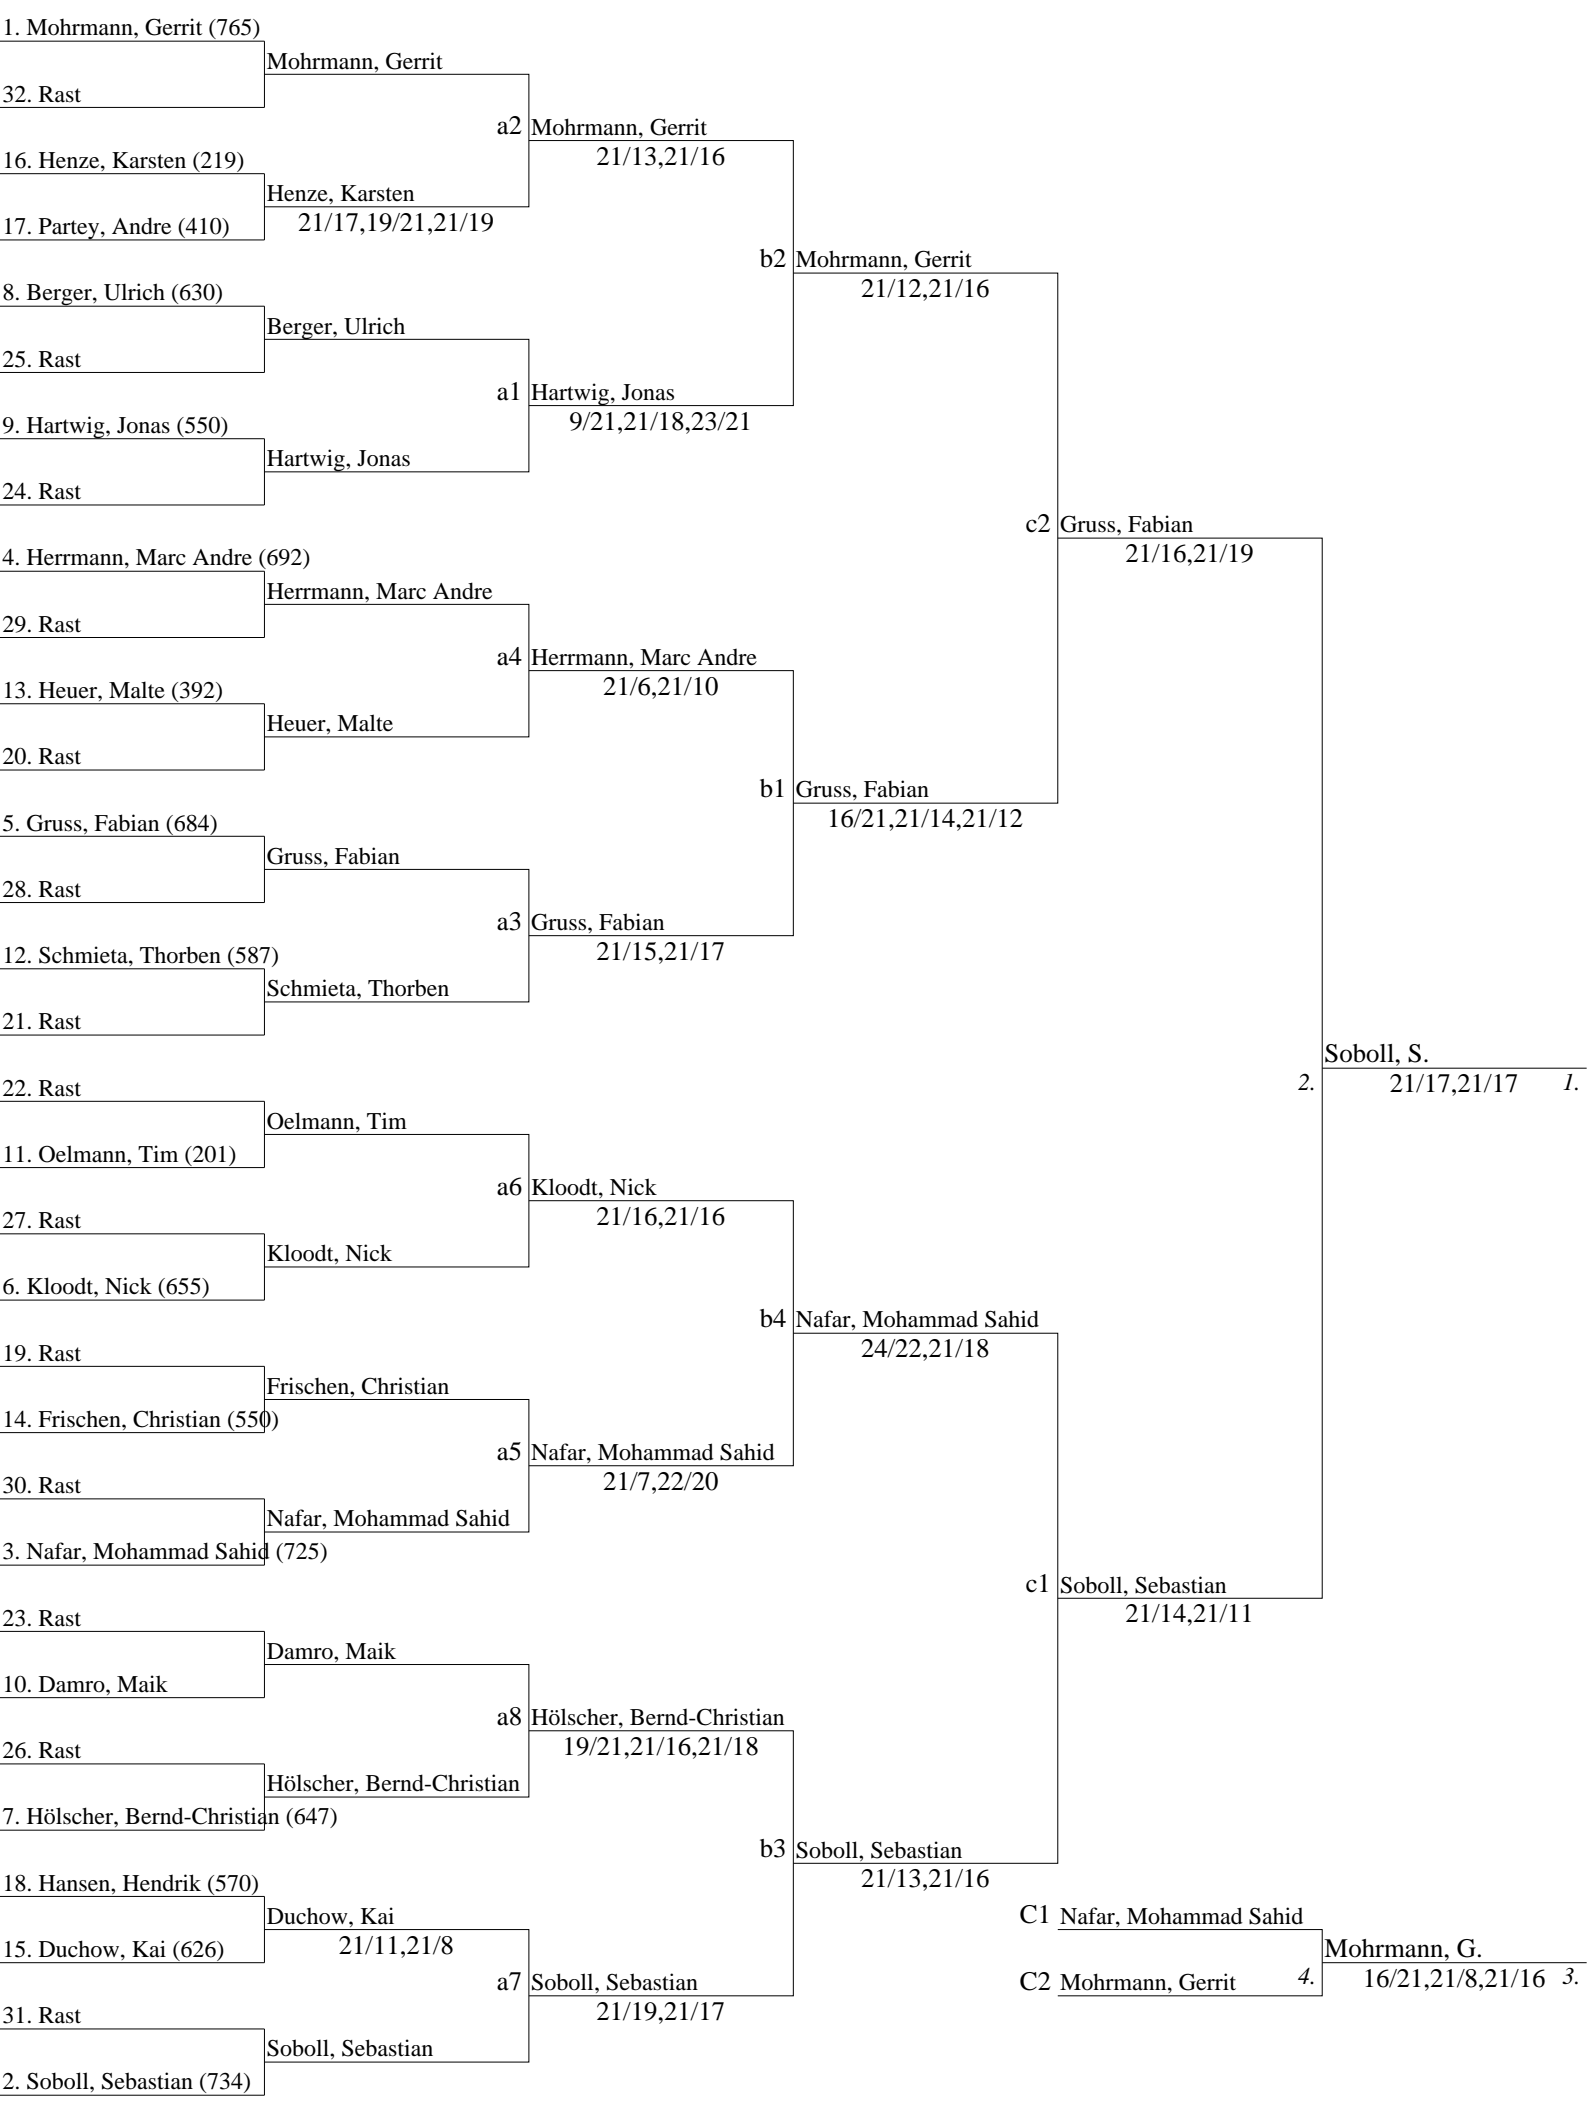 1. Mohrmann, Gerrit (765)
Mohrmann, Gerrit
32. Rast
a2 Mohrmann, Gerrit
21/13,21/16
16. Henze, Karsten (219)
Henze, Karsten
21/17,19/21,21/19
17. Partey, Andre (410)
b2 Mohrmann, Gerrit
21/12,21/16
8. Berger, Ulrich (630)
Berger, Ulrich
25. Rast
a1 Hartwig, Jonas
9/21,21/18,23/21
9. Hartwig, Jonas (550)
Hartwig, Jonas
24. Rast
c2 Gruss, Fabian
21/16,21/19
4. Herrmann, Marc Andre (692)
Herrmann, Marc Andre
29. Rast
a4 Herrmann, Marc Andre
21/6,21/10
13. Heuer, Malte (392)
Heuer, Malte
20. Rast
b1 Gruss, Fabian
16/21,21/14,21/12
5. Gruss, Fabian (684)
Gruss, Fabian
28. Rast
a3 Gruss, Fabian
21/15,21/17
12. Schmieta, Thorben (587)
Schmieta, Thorben
21. Rast
Soboll, S.
2. 21/17,21/17 1.
22. Rast
Oelmann, Tim
11. Oelmann, Tim (201)
a6 Kloodt, Nick
21/16,21/16
27. Rast
Kloodt, Nick
6. Kloodt, Nick (655)
b4 Nafar, Mohammad Sahid
24/22,21/18
19. Rast
Frischen, Christian
14. Frischen, Christian (550)
a5 Nafar, Mohammad Sahid
21/7,22/20
30. Rast
Nafar, Mohammad Sahid
3. Nafar, Mohammad Sahid (725)
c1 Soboll, Sebastian
21/14,21/11
23. Rast
Damro, Maik
10. Damro, Maik
a8 Hölscher, Bernd-Christian
19/21,21/16,21/18
26. Rast
Hölscher, Bernd-Christian
7. Hölscher, Bernd-Christian (647)
b3 Soboll, Sebastian
21/13,21/16
18. Hansen, Hendrik (570)
Duchow, Kai
21/11,21/8
15. Duchow, Kai (626)
a7 Soboll, Sebastian
21/19,21/17
31. Rast
Soboll, Sebastian
2. Soboll, Sebastian (734)
C1 Nafar, Mohammad Sahid
Mohrmann, G.
C2 Mohrmann, Gerrit 4. 16/21,21/8,21/16 3.